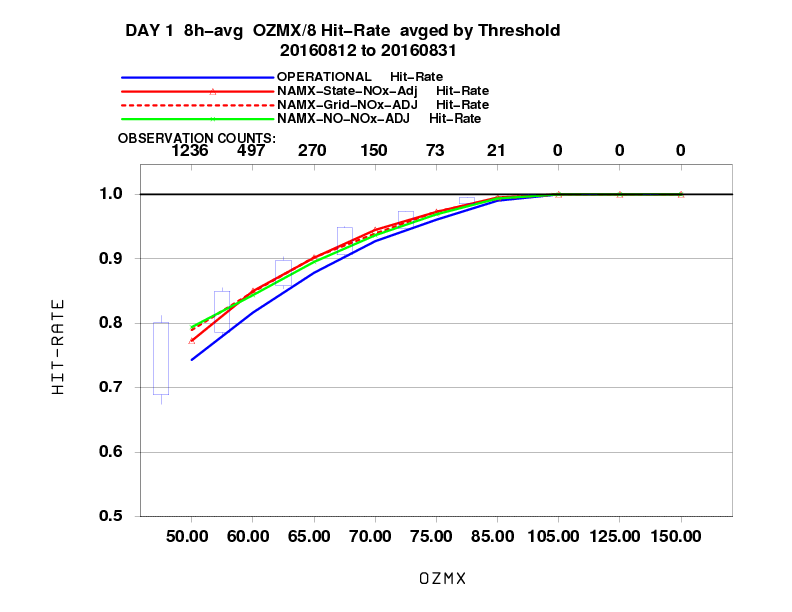 DAY 1 8h-avg OZMX/8 Hit-Rate avged by Threshold
20160812 to 20160831
OPERATIONAL Hit-Rate
NAMX-State-NOx-Adj Hit-Rate
NAMX-Grid-NOx-ADJ Hit-Rate
NAMX-NO-NOx-ADJ Hit-Rate
OBSERVATION COUNTS:
1236 497 270 150 73 21 0 0 0
1.0
0.9
0.8
0.7
0.6
0.5
HIT-RATE
50.00 60.00 65.00 70.00 75.00 85.00 105.00 125.00 150.00
OZMX